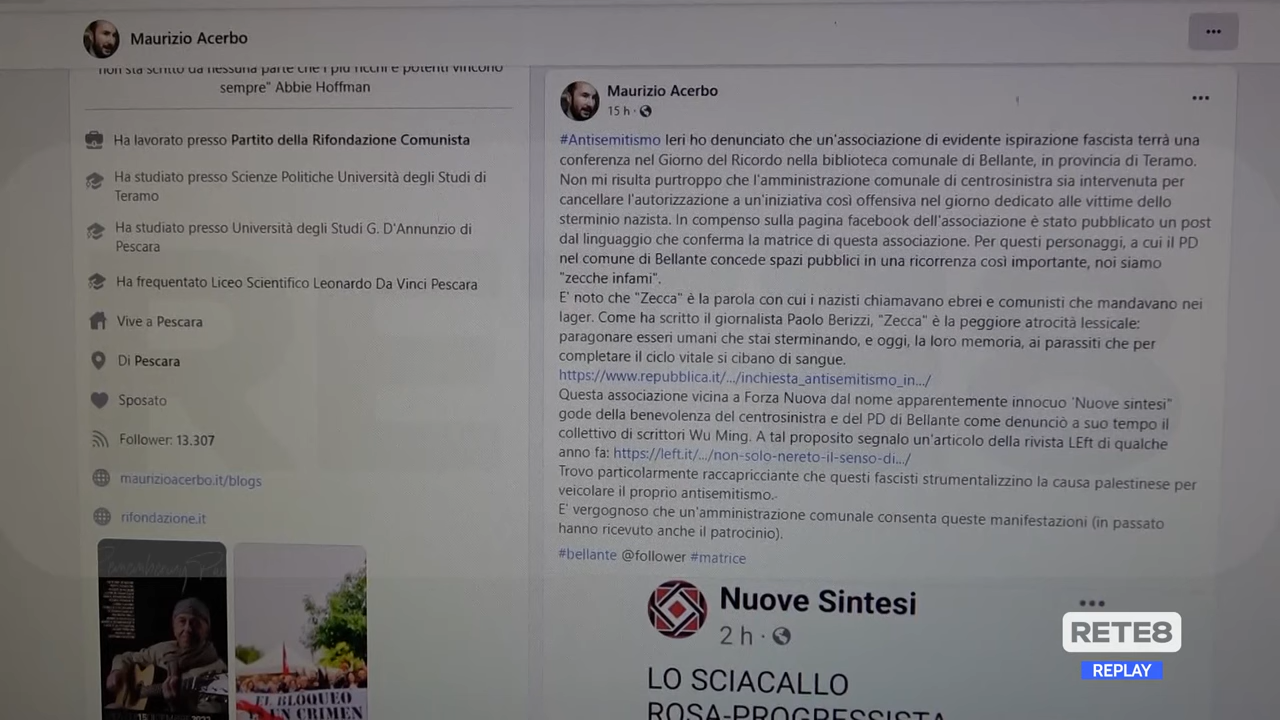 Maurizio Acerbo
non sta scritto da nessuna parte che i più ricchi e potenti vincono
sempre" Abbie Hoffman
Ha lavorato presso Partito della Rifondazione Comunista
Ha studiato presso Scienze Politiche Università degli Studi di
Teramo
Ha studiato presso Università degli Studi G. D'Annunzio di
Pescara
Ha frequentato Liceo Scientifico Leonardo Da Vinci Pescara
Vive a Pescara
Di Pescara
Sposato
Follower: 13.307
maurizioacerbo.it/blogs
rifondazione.it
EL BLOQUEO
UN CRIMEN
Maurizio Acerbo
15 h ·
#Antisemitismo Ieri ho denunciato che un'associazione di evidente ispirazione fascista terrà una
conferenza nel Giorno del Ricordo nella biblioteca comunale di Bellante, in provincia di Teramo.
Non mi risulta purtroppo che l'amministrazione comunale di centrosinistra sia intervenuta per
cancellare l'autorizzazione a un'iniziativa così offensiva nel giorno dedicato alle vittime dello
sterminio nazista. In compenso sulla pagina facebook dell'associazione è stato pubblicato un post
dal linguaggio che conferma la matrice di questa associazione. Per questi personaggi, a cui il PD
nel comune di Bellante concede spazi pubblici in una ricorrenza così importante, noi siamo
"zecche infami".
E' noto che "Zecca" è la parola con cui i nazisti chiamavano ebrei e comunisti che mandavano nei
lager. Come ha scritto il giornalista Paolo Berizzi, "Zecca" è la peggiore atrocità lessicale:
paragonare esseri umani che stai sterminando, e oggi, la loro memoria, ai parassiti che per
completare il ciclo vitale si cibano di sangue.
https://www.repubblica.it/.../inchiesta_antisemitismo_in.../
Questa associazione vicina a Forza Nuova dal nome apparentemente innocuo 'Nuove sintesi"
gode della benevolenza del centrosinistra e del PD di Bellante come denunciò a suo tempo il
collettivo di scrittori Wu Ming. A tal proposito segnalo un'articolo della rivista LEft di qualche
anno fa: https://left.it/.../non-solo-nereto-il-senso-di.../
Trovo particolarmente raccapricciante che questi fascisti strumentalizzino la causa palestinese per
veicolare il proprio antisemitismo.
E' vergognoso che un'amministrazione comunale consenta queste manifestazioni (in passato
hanno ricevuto anche il patrocinio).
#bellante @follower #matrice
Nuove Sintesi
2 h ·
LO SCIACALLO
ROSA-PROGRESSISTA
RETE8
REPLAY